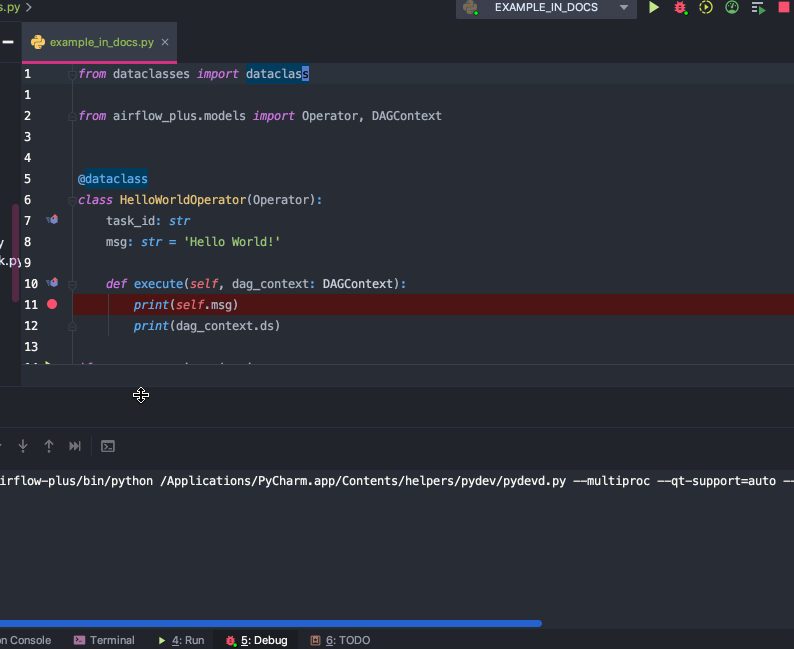 s.py
EXAMPLE_IN_DOCS
example_in_docs.py
1 from dataclasses import dataclass
1
2 from airflow_plus.models import Operator, DAGContext
3
4
5 @dataclass
6 class HelloWorldOperator(Operator):
7 task_id: str
y 8 msg: str = 'Hello World!'
k.py 9
10 def execute(self, dag_context: DAGContext):
11 print(self.msg)
12 print(dag_context.ds)
13
irflow-plus/bin/python /Applications/PyCharm.app/Contents/helpers/pydev/pydevd.py --multiproc --qt-support=auto --
on Console Terminal 4: Run 5: Debug 6: TODO